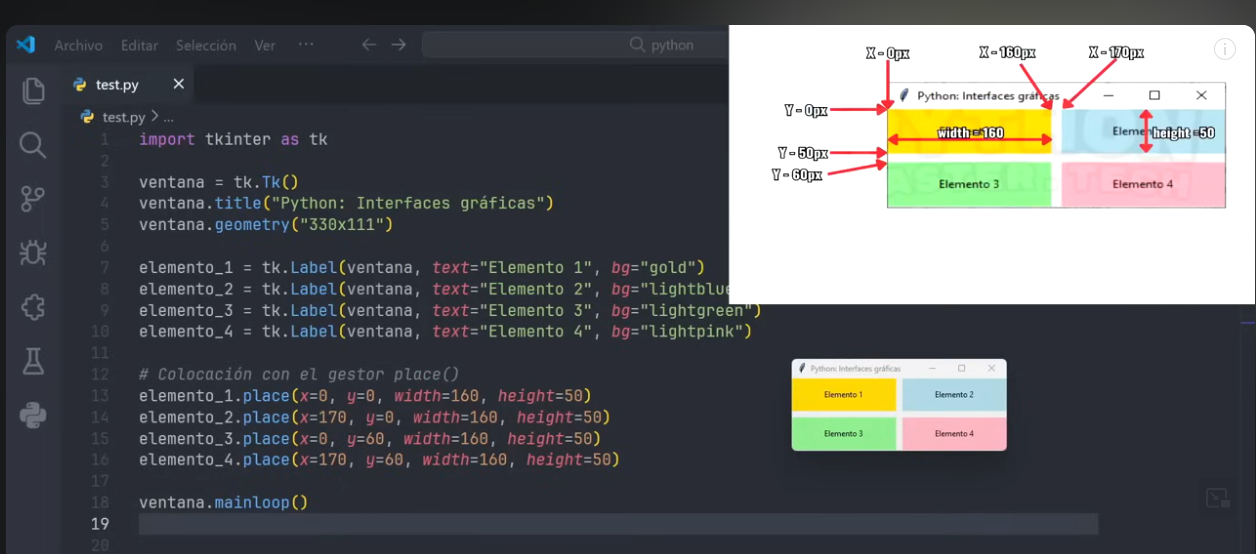 Archivo Editar Selección Ver ··· python
test.py
test.py > ...
1 import tkinter as tk
2
3 ventana = tk.Tk()
4 ventana.title("Python: Interfaces gráficas")
5 ventana.geometry("330x111")
6
7 elemento_1 = tk.Label(ventana, text="Elemento 1", bg="gold")
8 elemento_2 = tk.Label(ventana, text="Elemento 2", bg="lightblue
9 elemento_3 = tk.Label(ventana, text="Elemento 3", bg="lightgreen")
10 elemento_4 = tk.Label(ventana, text="Elemento 4", bg="lightpink")
11
12 # Colocación con el gestor place()
13 elemento_1.place(x=0, y=0, width=160, height=50)
14 elemento_2.place(x=170, y=0, width=160, height=50)
15 elemento_3.place(x=0, y=60, width=160, height=50)
16 elemento_4.place(x=170, y=60, width=160, height=50)
17
18 ventana.mainloop()
19
20
X - 0px X - 160px X - 170px
Python: Interfaces gráficas
Y - 0px
width - 160
height - 50
Y - 50px
Y - 60px
Elemento 3 Elemento 4
Python: Interfaces gráficas
Elemento 1 Elemento 2
Elemento 3 Elemento 4